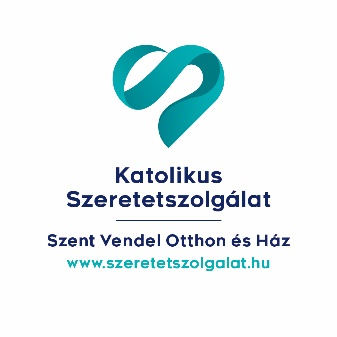 Katolikus
Szeretetszolgálat
Szent Vendel Otthon és Ház
www.szeretetszolgalat.hu